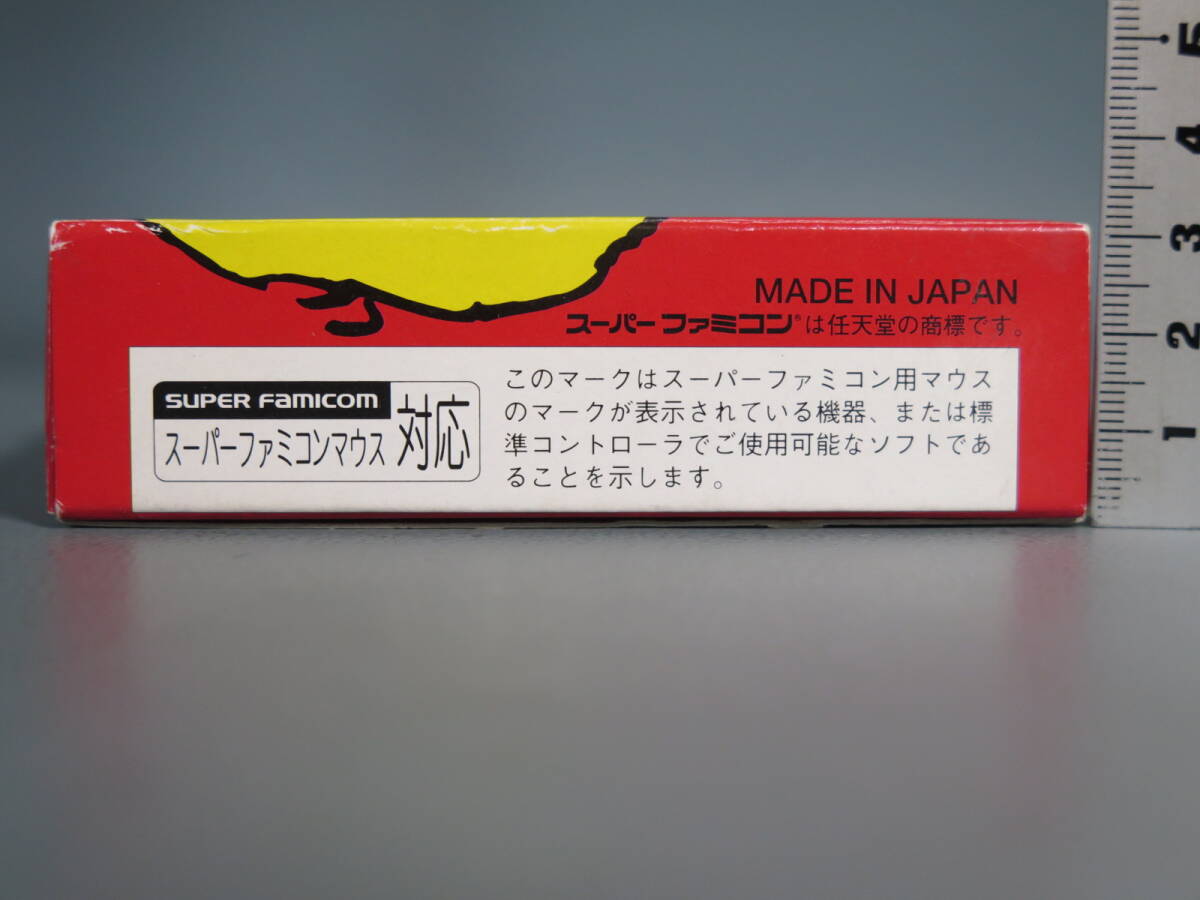 MADE IN JAPAN
スーパーファミコン®は任天堂の商標です。
SUPER FAMICOM
スーパーファミコンマウス 対応
このマークはスーパーファミコン用マウス
のマークが表示されている機器、または標
準コントローラでご使用可能なソフトであ
ることを示します。
5
4
3
2
1